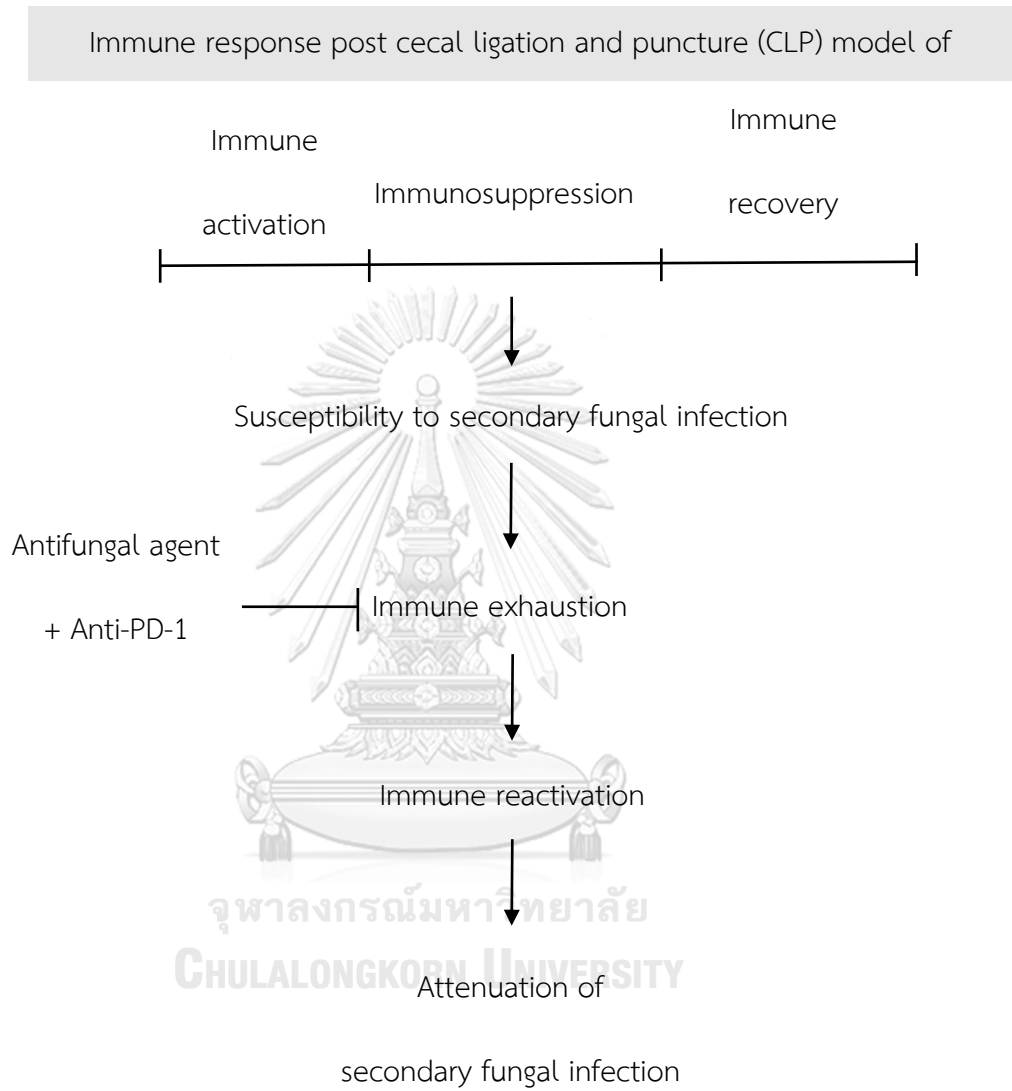 Immune response post cecal ligation and puncture (CLP) model of
Immune
activation
Immunosuppression
Immune
recovery
Susceptibility to secondary fungal infection
Antifungal agent
+ Anti-PD-1
Immune exhaustion
Immune reactivation
จุฬาลงกรณ์มหาวิทยาลัย
CHULALONGKORN UNIVERSITY
Attenuation of
secondary fungal infection